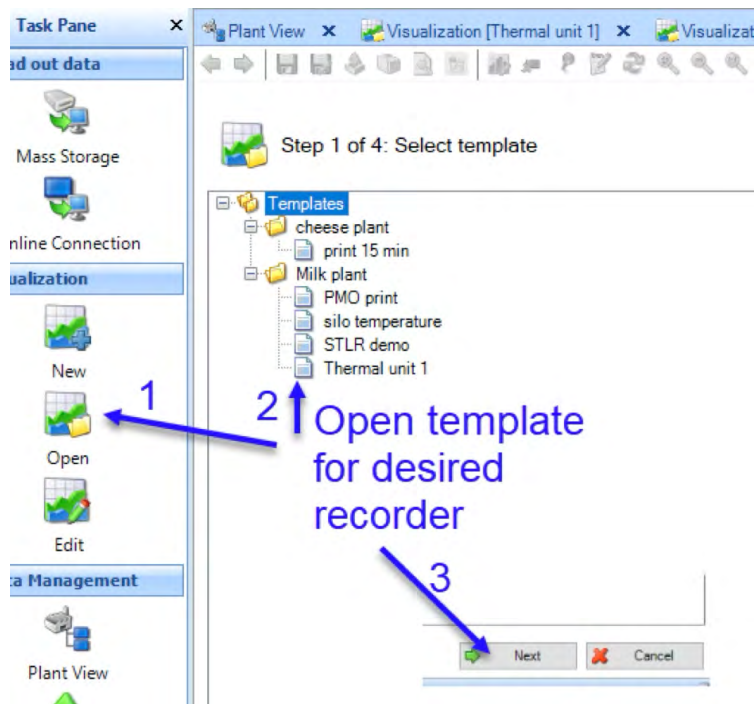 Task Pane
Plant View
Visualization [Thermal unit 1]
Visualizat
ad out data
Mass Storage
nline Connection
ualization
New
Open
Edit
ta Management
Plant View
Step 1 of 4: Select template
Templates
cheese plant
print 15 min
Milk plant
PMO print
silo temperature
STLR demo
Thermal unit 1
1
2
Open template
for desired
recorder
3
Next
Cancel